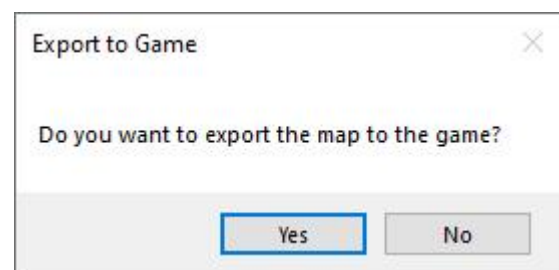 Export to Game
Do you want to export the map to the game?
Yes No